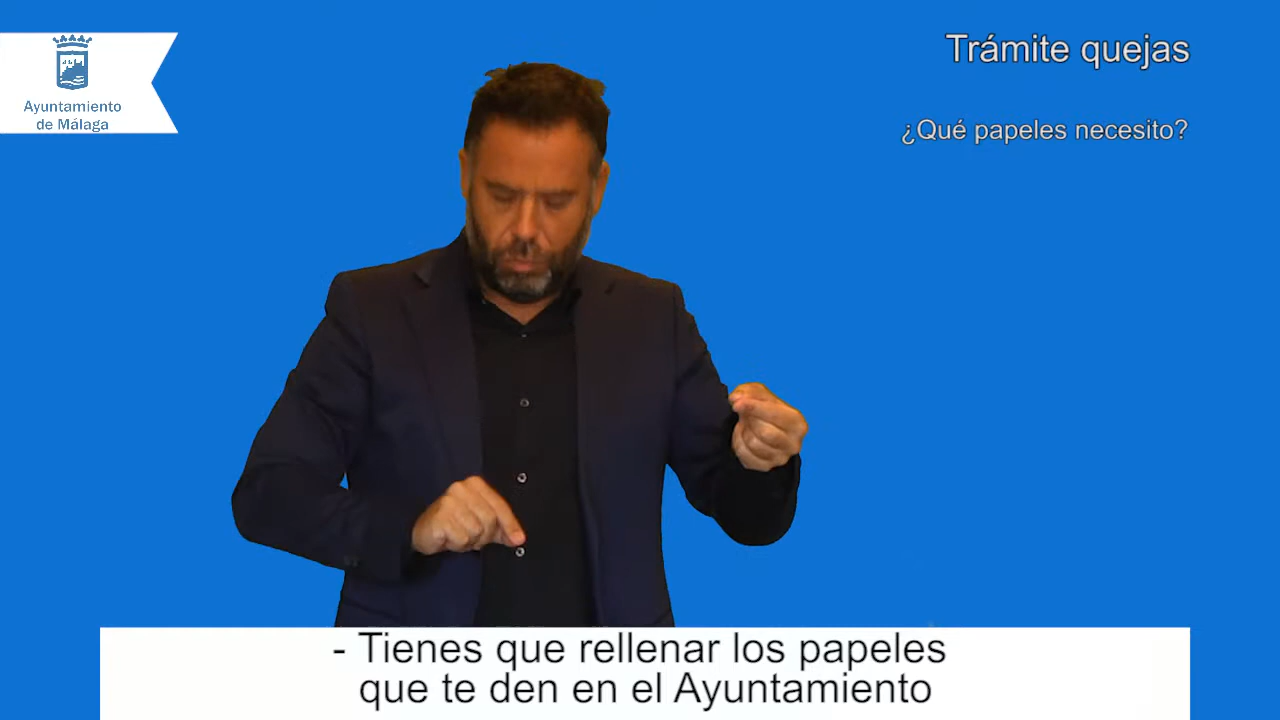 Ayuntamiento
de Málaga
Trámite quejas
¿Qué papeles necesito?
- Tienes que rellenar los papeles
que te den en el Ayuntamiento